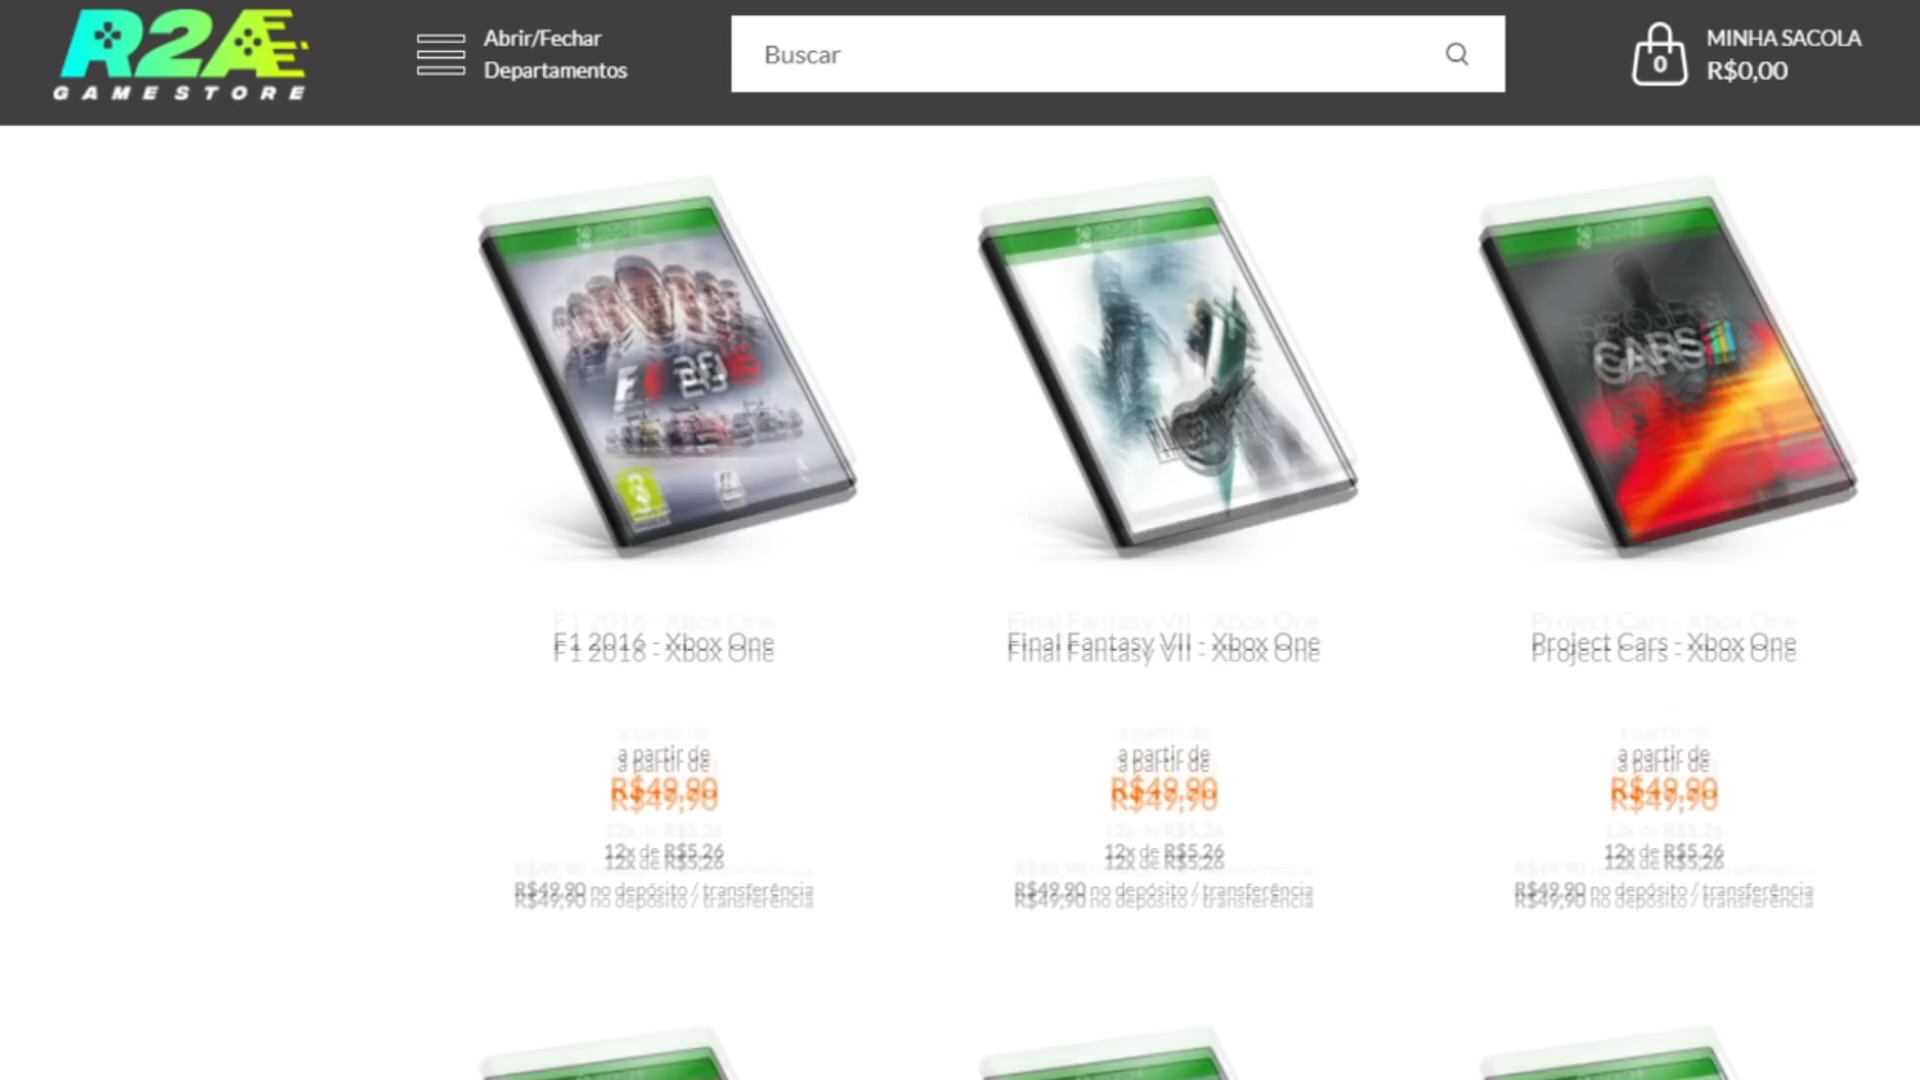 R2Æ
GAMESTORE
Abrir/Fechar
Departamentos
Buscar
0
MINHA SACOLA
R$0,00
CARS
F1 2016 - Xbox One
Final Fantasy VII - Xbox One
Project Cars - Xbox One
a partir de
a partir de
a partir de
R$49,90
R$49,90
R$49,90
12x de R$5,26
12x de R$5,26
12x de R$5,26
R$49,90 no depósito / transferência
R$49,90 no depósito / transferência
R$49,90 no depósito / transferência